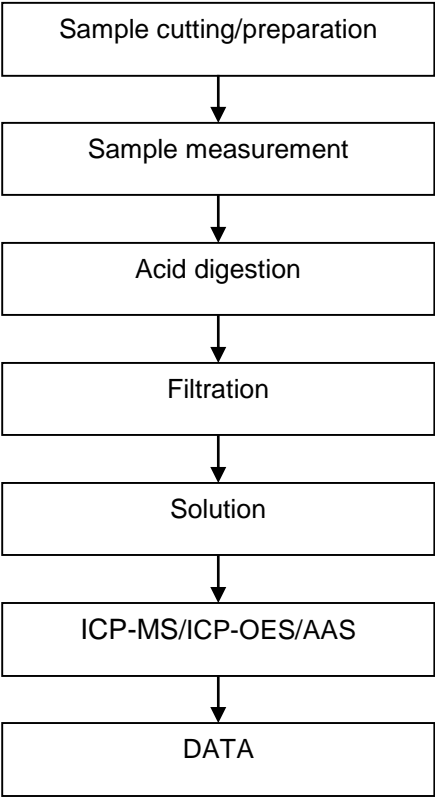 Sample cutting/preparation
Sample measurement
Acid digestion
Filtration
Solution
ICP-MS/ICP-OES/AAS
DATA